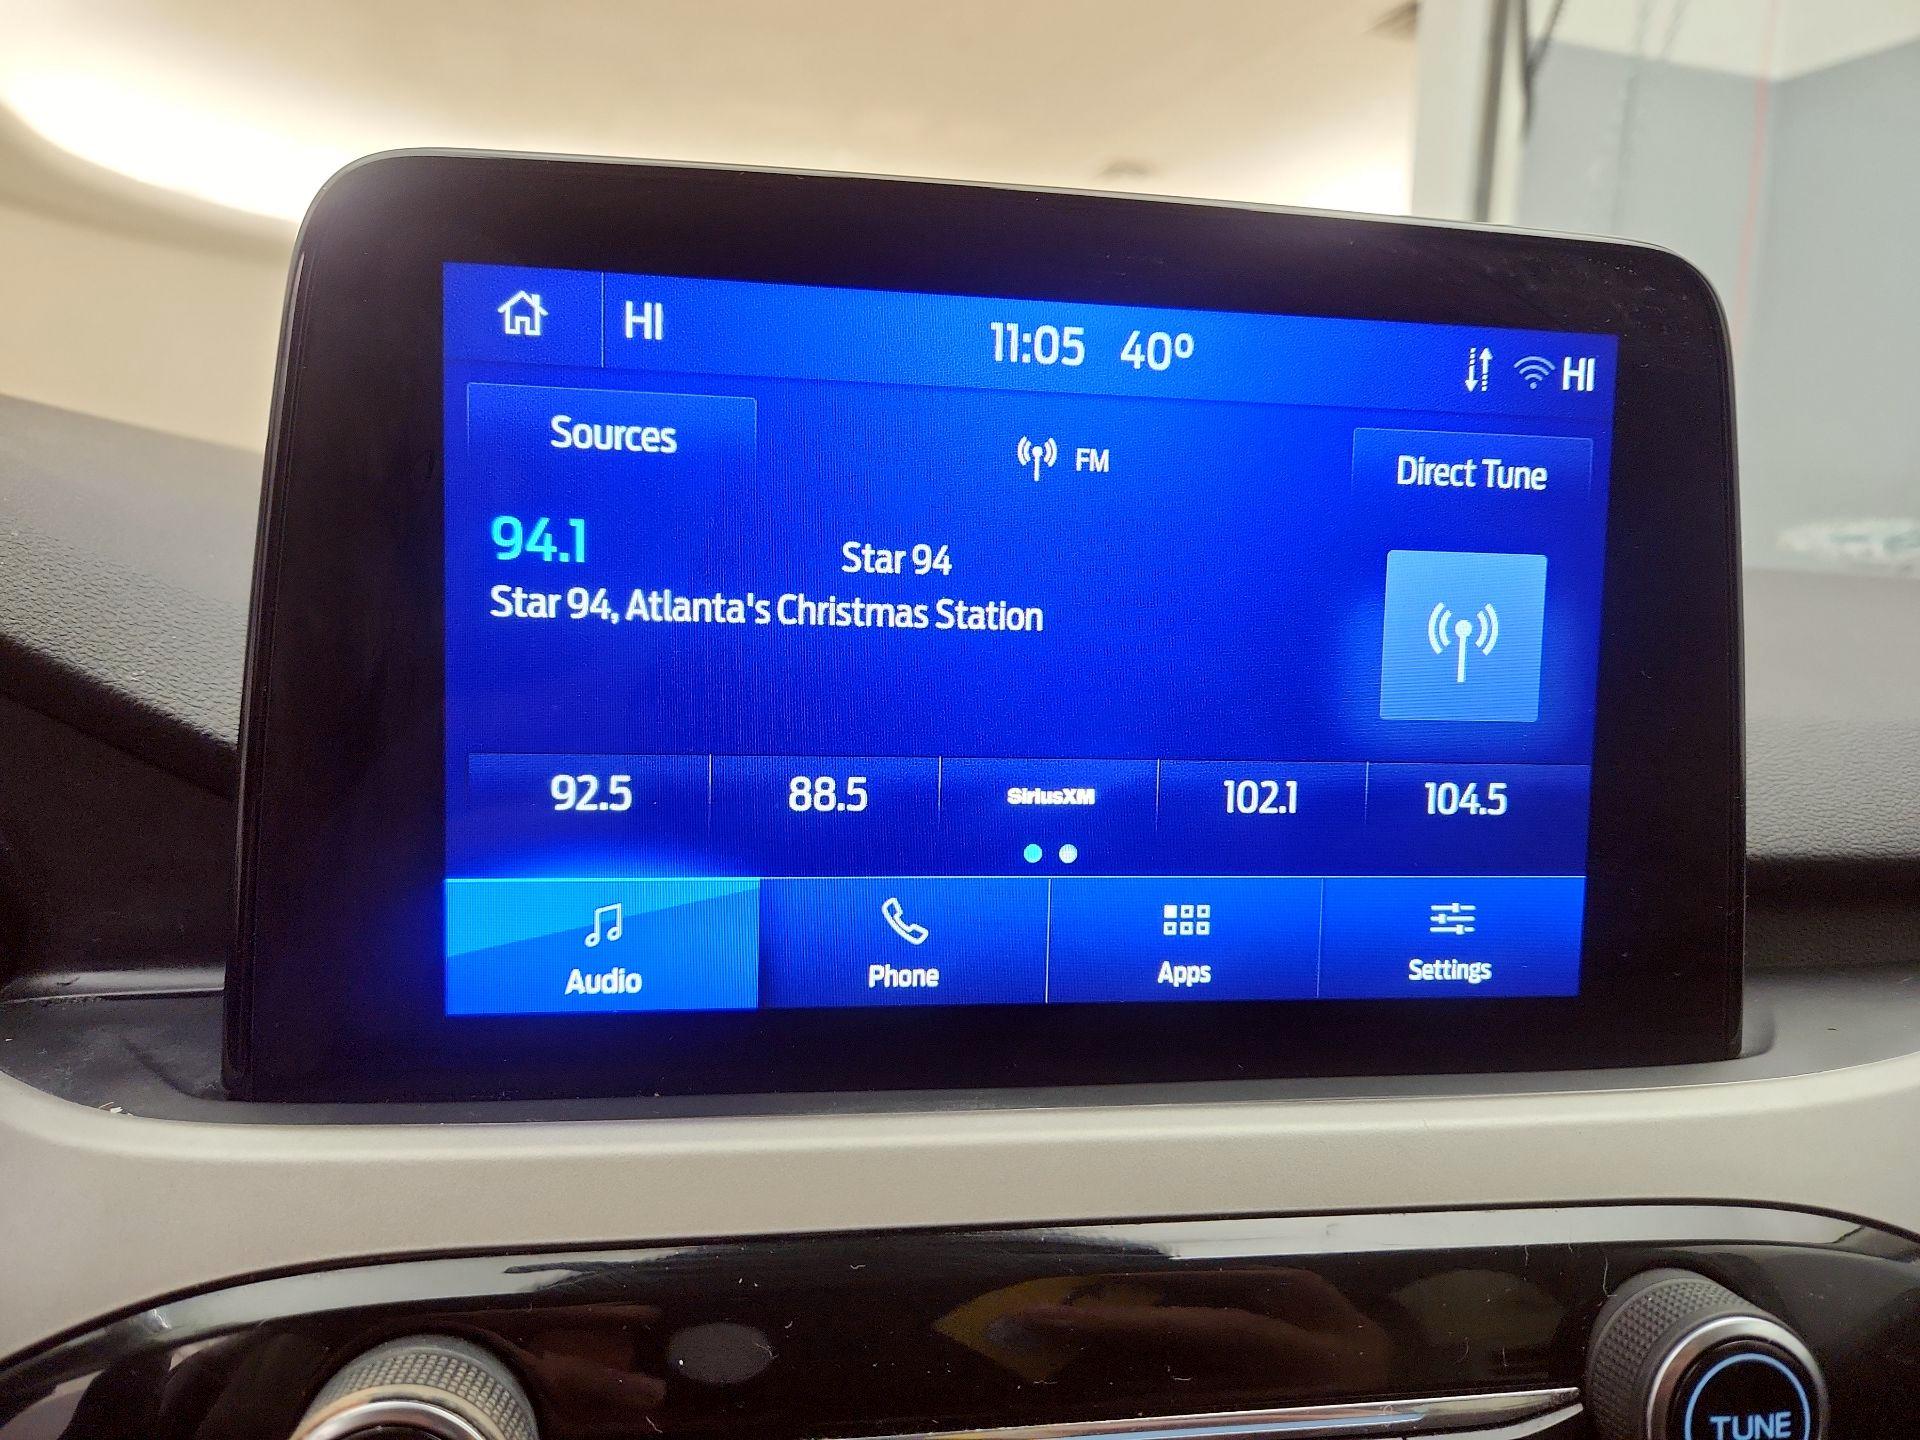 HI 11:05 40° HI
Sources FM Direct Tune
94.1 Star 94
Star 94, Atlanta's Christmas Station
92.5 88.5 SiriusXM 102.1 104.5
Audio Phone Apps Settings
TUNE